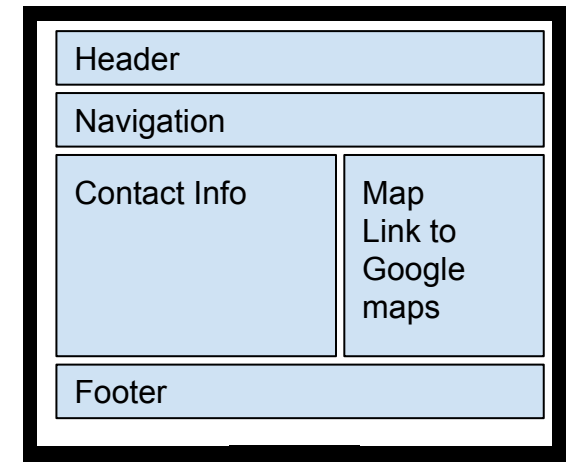 Header
Navigation
Contact Info
Map
Link to
Google
maps
Footer